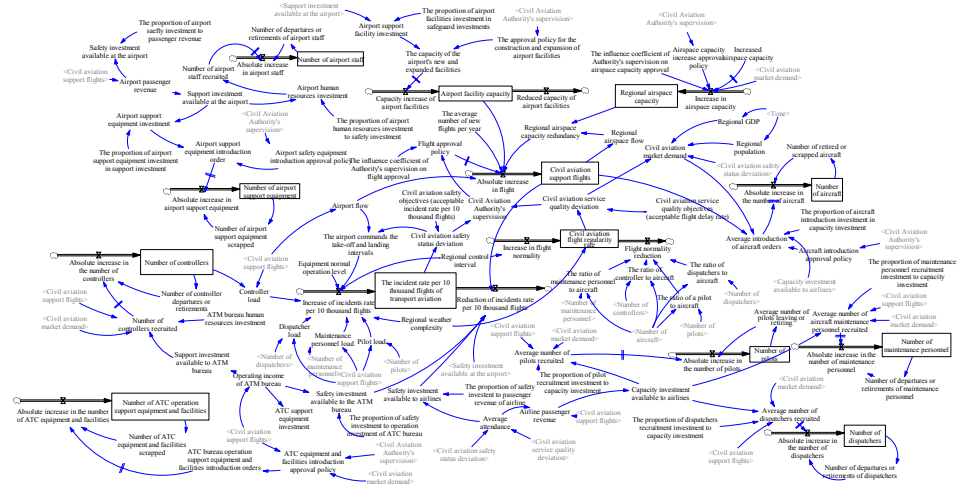 <Support investment
available at the airport>
The proportion of airport
facilities investment in
safeguard investments
<Civil Aviation
Authority's supervision>
<Civil Aviation
Authority's supervision>
The proportion of airport
saefly investment to
passenger revenue
Number of departures or
retirements of airport staff
Airport support
facility investment
The approval policy for the
construction and expansion of
airport facilities
Airspace capacity
increase approval
policy
Increased
airspace capacity
Safety investment
available at the airport
Number of airport staff
Absolute increase
in airport staff
The capacity of the
airport's new and
expanded facilities
The influence coefficient of
Authority's supervision on
airspace capacity approval
<Civil aviation
market demand>
Number of airport
staff recruited
<Civil aviation
support flights>
Airport passenger
revenue
Support investment
available at the airport
Airport human
resources investment
Airport facility capacity
Capacity increase of
airport facilities
Reduced capacity of
airport facilities
Regional airspace
capacity
Increase in
airspace capacity
Airport support
equipment investment
<Civil Aviation
Authority's
supervision>
The proportion of airport
human resources investment
to safety investment
The average
number of new
flights per year
Regional airspace
capacity redundancy
Regional GDP
<Time>
Regional
airspace flow
Regional
population
The proportion of airport
support equipment investment
Airport support
equipment introduction
order
Airport safety equipment
introduction approval policy
Flight approval
policy
The influence coefficient of
Authority's supervision on
flight approval
Civil aviation
market demand
<Civil aviation safety
status deviation>
Number of retired or
scrapped aircraft
Civil aviation
support flights
Absolute increase
in flight
Number of airport
support equipment
Absolute increase in
airport support equipment
Number of
aircraft
Absolute increase in
the number of aircraft
Civil aviation safety
objectives (acceptable
incident rate per 10
thousand flights)
Civil Aviation
Authority's
supervision
Civil aviation service
quality deviation
Civil aviation service
quality objectives
(acceptable flight delay rate)
Airport flow
The proportion of aircraft
introduction investment in
capacity investment
Number of airport
support equipment
scrapped
The airport commands the
take-off and landing
intervals
Civil aviation safety
status deviation
Civil aviation
flight regularity
rate
Increase in flight
normality
Flight normality
reduction
Average introduction
of aircraft orders
Aircraft introduction
approval policy
<Civil Aviation
Authority's
supervision>
Number of controllers
Absolute increase in
the number of
controllers
<Civil aviation
support flights>
Regional control
interval
Equipment normal
operation level
The incidents rate per 10
thousand flights of
transport aviation
The ratio of
maintenance
personnel to aircraft
The ratio of
controller to aircraft
The ratio of
dispatchers to
aircraft
<Capacity investment
available to airlines>
The proportion of maintenance
personnel recruitment investment
to capacity
investment
Number of controller
departures or
retirements
Controller
load
Increase of incidents rate
per 10 thousand flights
Reduction of incidents rate
per 10 thousand flights
<Number of
maintenance
personnel>
<Number of
controllers>
The ratio of a pilot
to aircraft
<Number of
dispatchers>
<Civil aviation
support flights>
<Civil aviation
support flights>
<Civil aviation
market demand>
Number of
controllers recruited
ATM bureau human
resources investment
Dispatcher
load
Maintenance
personnel load
Pilot load
Regional weather
complexity
<Civil aviation
support flights>
<Civil aviation
market demand>
<Number of
aircraft>
<Number of
pilots>
Average number of
pilots leaving or
retiring
Average number of
aircraft maintenance
personnel recruited
<Civil aviation
market demand>
Support investment
available to ATM
bureau
<Number of
dispatchers>
<Number of
maintenance
personnel>
<Civil aviation
support flights>
<Number of
pilots>
<Safety investment
available at the airport>
Average number of
pilots recruited
Number of
pilots
Absolute increase in
the number of pilots
Number of
maintenance personnel
Absolute increase in the
number of maintenance
personnel
Operating income
of ATM bureau
The proportion of pilot
recruitment investment
to capacity investment
Number of ATC operation
support equipment and facilities
Absolute increase in the number
of ATC equipment and facilities
ATC support
equipment
investment
Safety investment
available to the ATM
bureau
Safety investment
available to airlines
The proportion of safety
invesment to passenger
revenue of airline
Capacity investment
available to airlines
<Civil aviation
market demand>
Number of departures or
retirements of maintenance
personnel
<Civil aviation
support flights>
The proportion of safety
investment to operation
investment of ATC bureau
Average
attendance
Airline passenger
revenue
<Civil aviation
support flights>
The proportion of dispatchers
recruitment investment to
capacity investment
Average number of
dispatchers recruited
Number of
dispatchers
Absolute increase in the
number of dispatchers
Number of ATC
equipment and facilities
scrapped
ATC bureau operation
support equipment and
facilities introduction orders
ATC equipment and
facilities introduction
approval policy
<Civil Aviation
Authority's
supervision>
<Civil aviation safety
status deviation>
<Civil aviation
service quality
deviation>
<Civil aviation
support flights>
<Civil aviation
market demand>
Number of departures or
retirements of dispatchers